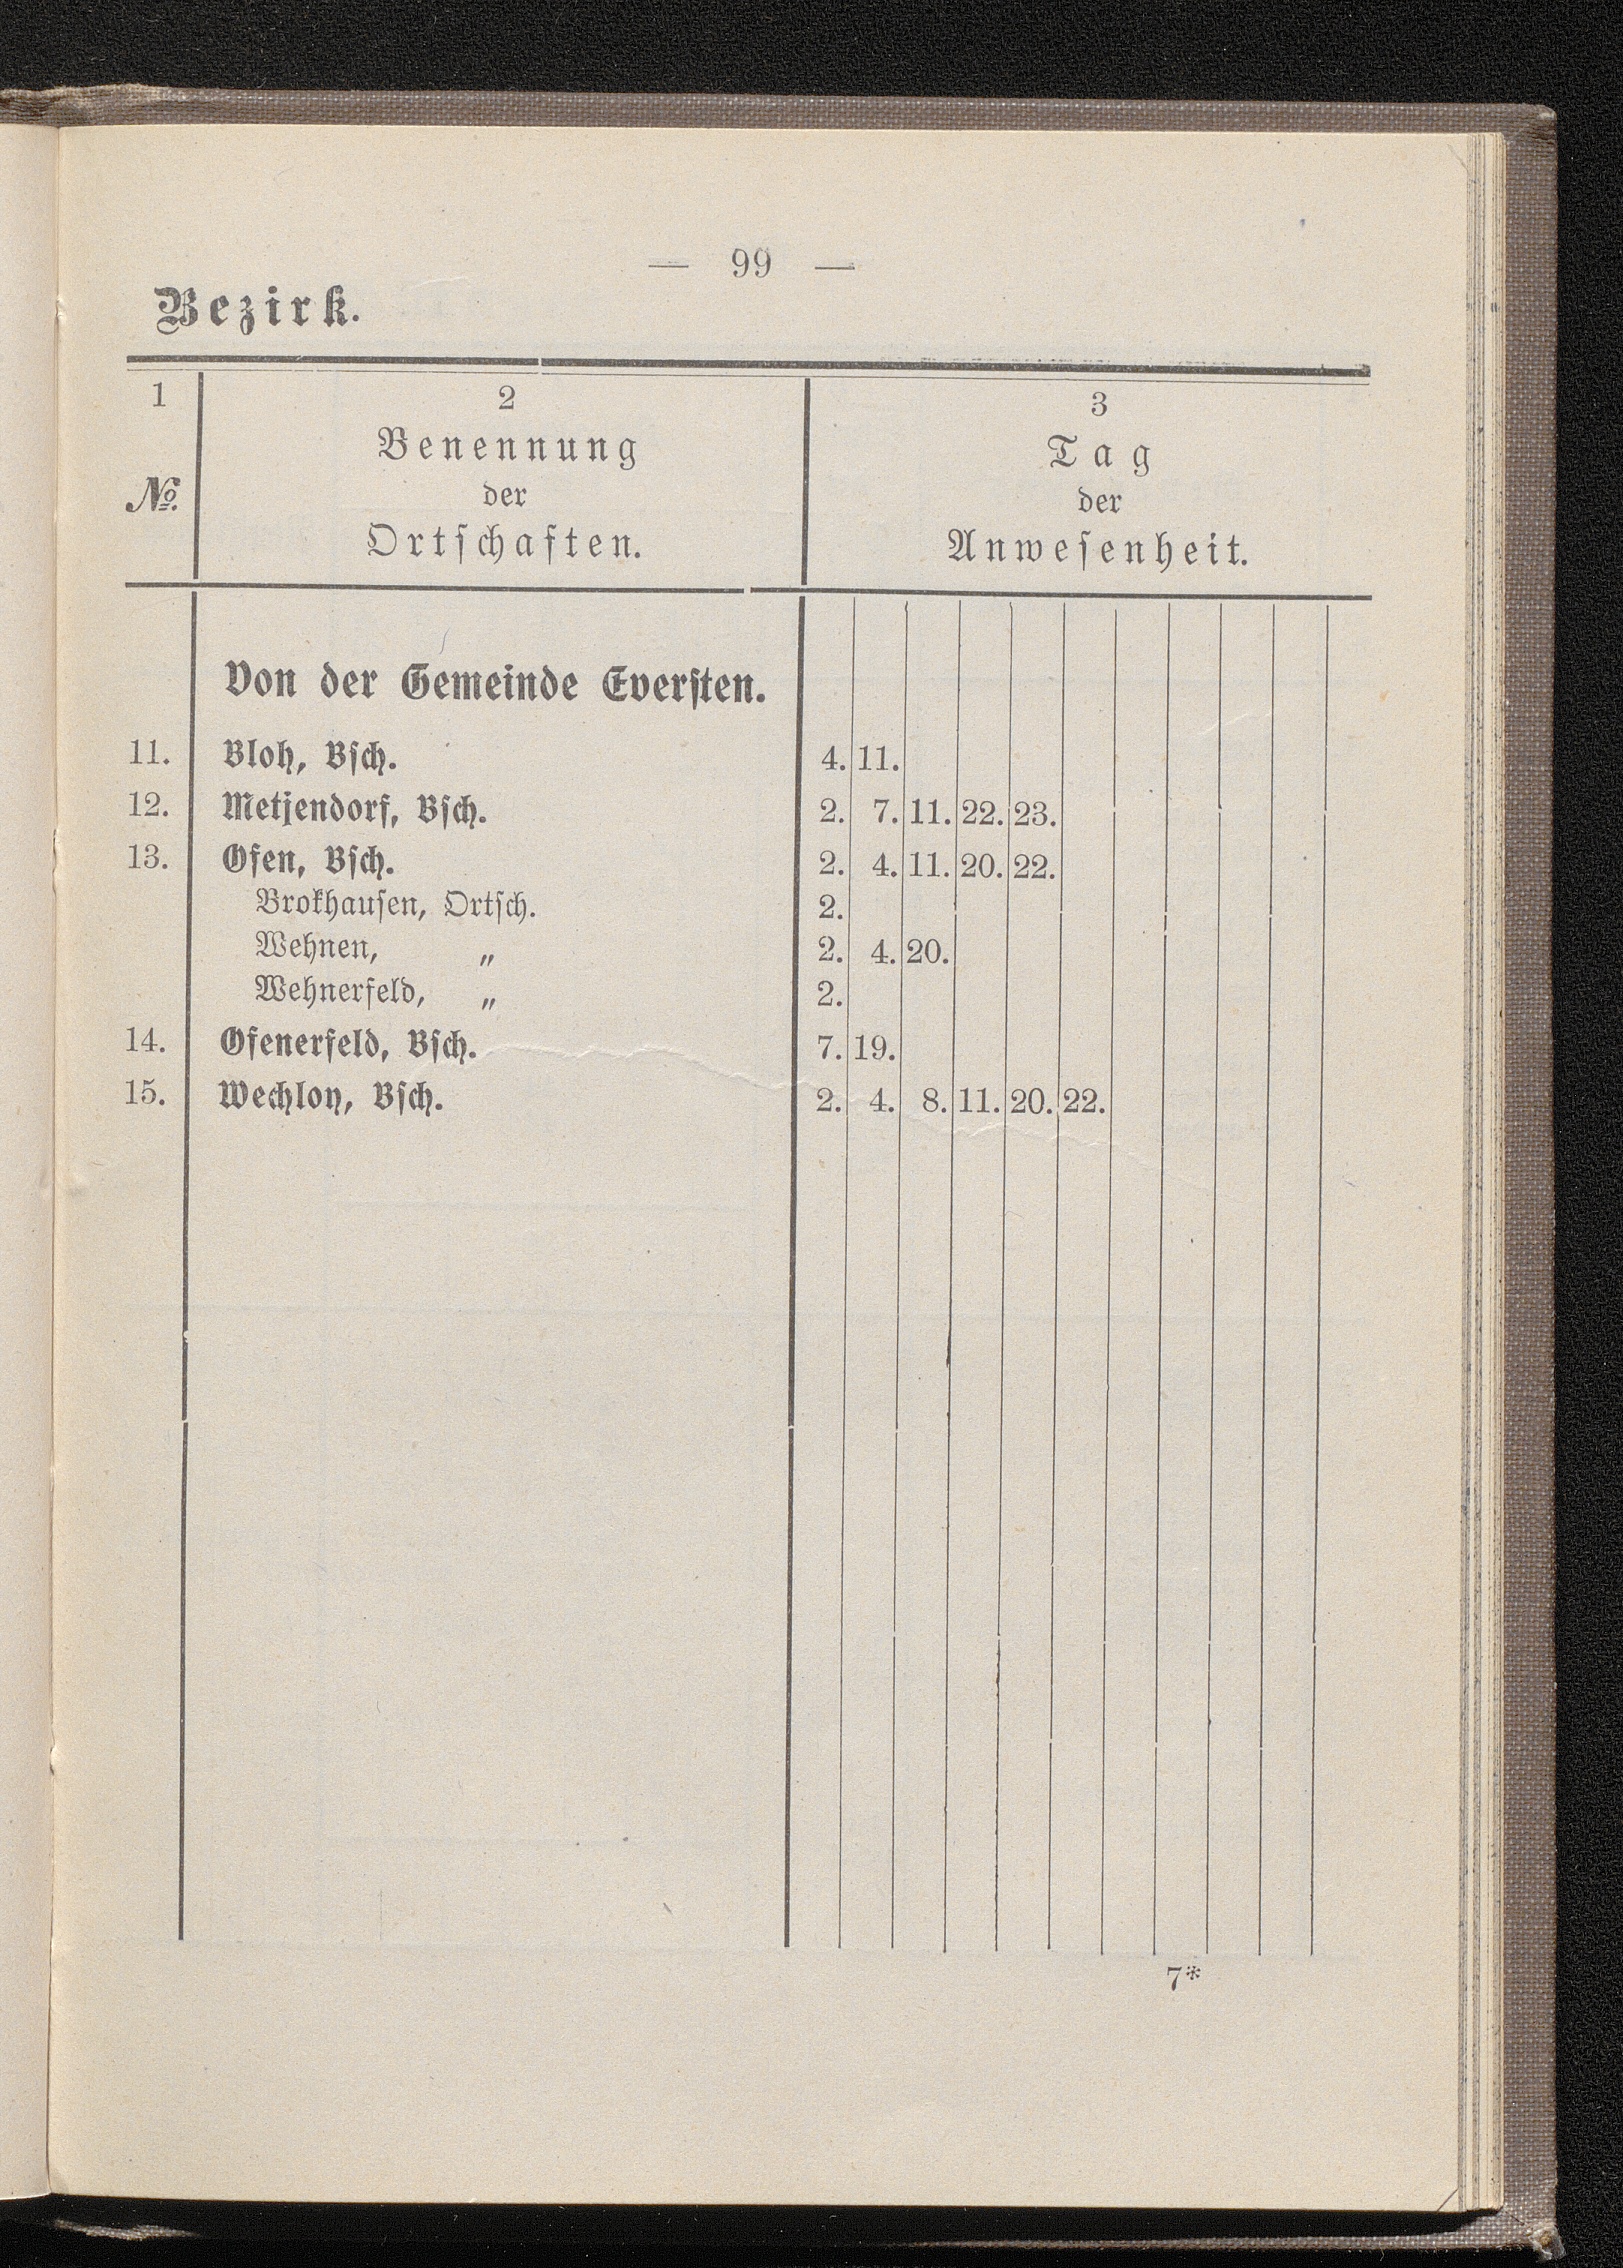 — 99 —
Bezirk.
1 2 3
Benennung Tag
№ der der
Ortschaften. Anwesenheit.
Von der Gemeinde Eversten.
11. Bloh, Bsch. 4. 11.
12. Metjendorf, Bsch. 2. 7. 11. 22. 23.
13. Ofen, Bsch. 2. 4. 11. 20. 22.
Brokhausen, Ortsch. 2.
Wehnen, „ 2. 4. 20.
Wehnerfeld, „ 2.
14. Ofenerfeld, Bsch. 7. 19.
15. Wechloy, Bsch. 2. 4. 8. 11. 20. 22.
7*